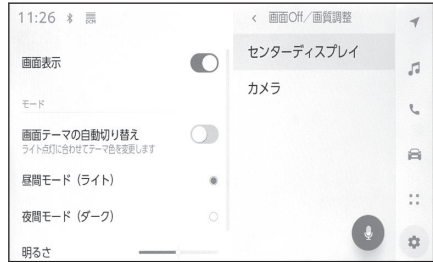 11:26
画面表示
モード
画面テーマの自動切り替え
ライト点灯に合わせてテーマ色を変更します
昼間モード（ライト）
夜間モード（ダーク）
明るさ
< 画面Off／画質調整
センターディスプレイ
カメラ